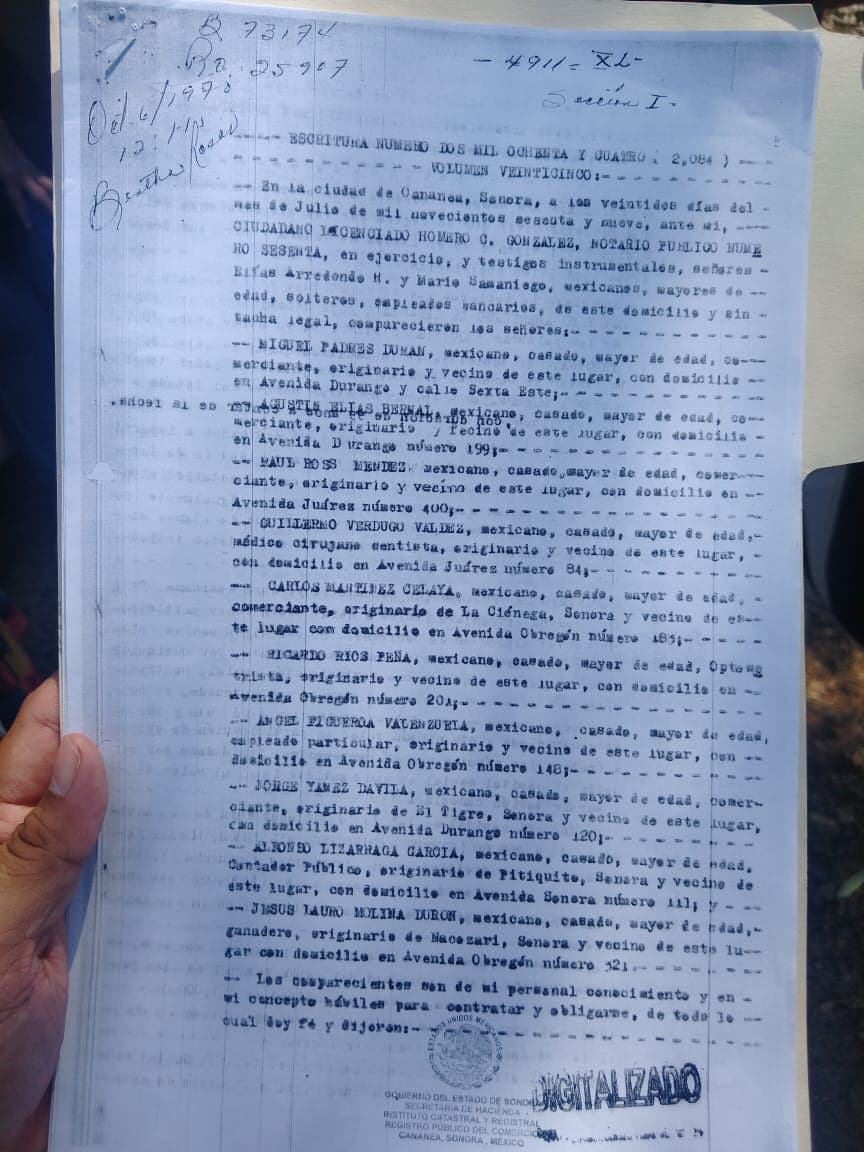 B 73174
Ro 25907
- 4911 = XL -
Sección I -
Oct. 6/1970
12:11
Bertha
----- ESCRITURA NUMERO DOS MIL OCHENTA Y CUATRO ( 2,084 ) ----
- - - - - - - - - - - - VOLUMEN VEINTICINCO:- - - - - - - - - - -
-- En la ciudad de Cananea, Sonora, a los veintidos días del -
mes de Julio de mil novecientos sesenta y nueve, ante mi, ----
CIUDADANO LICENCIADO HOMERO C. GONZALEZ, NOTARIO PUBLICO NUME
RO SESENTA, en ejercicio, y testigos instrumentales, señores -
Elías Arredondo H. y Mario Samaniego, mexicanos, mayores de --
edad, solteros, empleados bancarios, de este domicilio y sin -
tacha legal, comparecieron los señores;- - - - - - - - - - - -
-- MIGUEL PADRES DURAN, mexicano, casado, mayor de edad, co---
merciante, originario y vecino de este lugar, con domicilio --
en Avenida Durango y calle Sexta Este;- - - - - - - - - - - -
-- AGUSTIN ELIAS BERNAL, mexicano, casado, mayor de edad, co--
merciante, originario y vecino de este lugar, con domicilio -
en Avenida Durango número 199;- - - - - - - - - - - - - - - -
-- RAUL ROSS MENDEZ, mexicano, casado, mayor de edad, comer---
ciante, originario y vecino de este lugar, con domicilio en --
Avenida Juárez número 400;- - - - - - - - - - - - - - - - - -
-- GUILLERMO VERDUGO VALDEZ, mexicano, casado, mayor de edad,-
médico cirujano dentista, originario y vecino de este lugar, -
con domicilio en Avenida Juárez número 84;- - - - - - - - - -
-- CARLOS MARTINEZ CELAYA, mexicano, casado, mayor de edad, -
comerciante, originario de La Ciénega, Sonora y vecino de es--
te lugar con domicilio en Avenida Obregón número 185;- - - - -
-- RICARDO RIOS PEÑA, mexicano, casado, mayor de edad, Optome
trista, originario y vecino de este lugar, con domicilio en --
Avenida Obregón número 201;- - - - - - - - - - - - - - - - - -
-- ANGEL FIGUEROA VALENZUELA, mexicano, casado, mayor de edad,
empleado particular, originario y vecino de este lugar, con --
domicilio en Avenida Obregón número 148;- - - - - - - - - - -
-- JORGE YANEZ DAVILA, mexicano, casado, mayor de edad, comer--
ciante, originario de El Tigre, Sonora y vecino de este lugar,
con domicilio en Avenida Durango número 120;- - - - - - - - -
-- ALFONSO LIZARRAGA GARCIA, mexicano, casado, mayor de edad,
Contador Público, originario de Pitiquito, Sonora y vecino de
este lugar, con domicilio en Avenida Sonora número 111; y - - -
-- JESUS LAURO MOLINA DURON, mexicano, casado, mayor de edad,--
ganadero, originario de Nacozari, Sonora y vecino de este lu--
gar con domicilio en Avenida Obregón número 321.- - - - - - - -
-- Los comparecientes son de mi personal conocimiento y en -
mi concepto hábiles para contratar y obligarse, de todo lo ---
cual doy fé y dijeron:- - - - - - - - - - - - - - - - - - - -
ESTADOS UNIDOS MEXICANOS
DIGITALIZADO
GOBIERNO DEL ESTADO DE SONORA
SECRETARIA DE HACIENDA
INSTITUTO CATASTRAL Y REGISTRAL
REGISTRO PUBLICO DEL COMERCIO
CANANEA, SONORA, MÉXICO